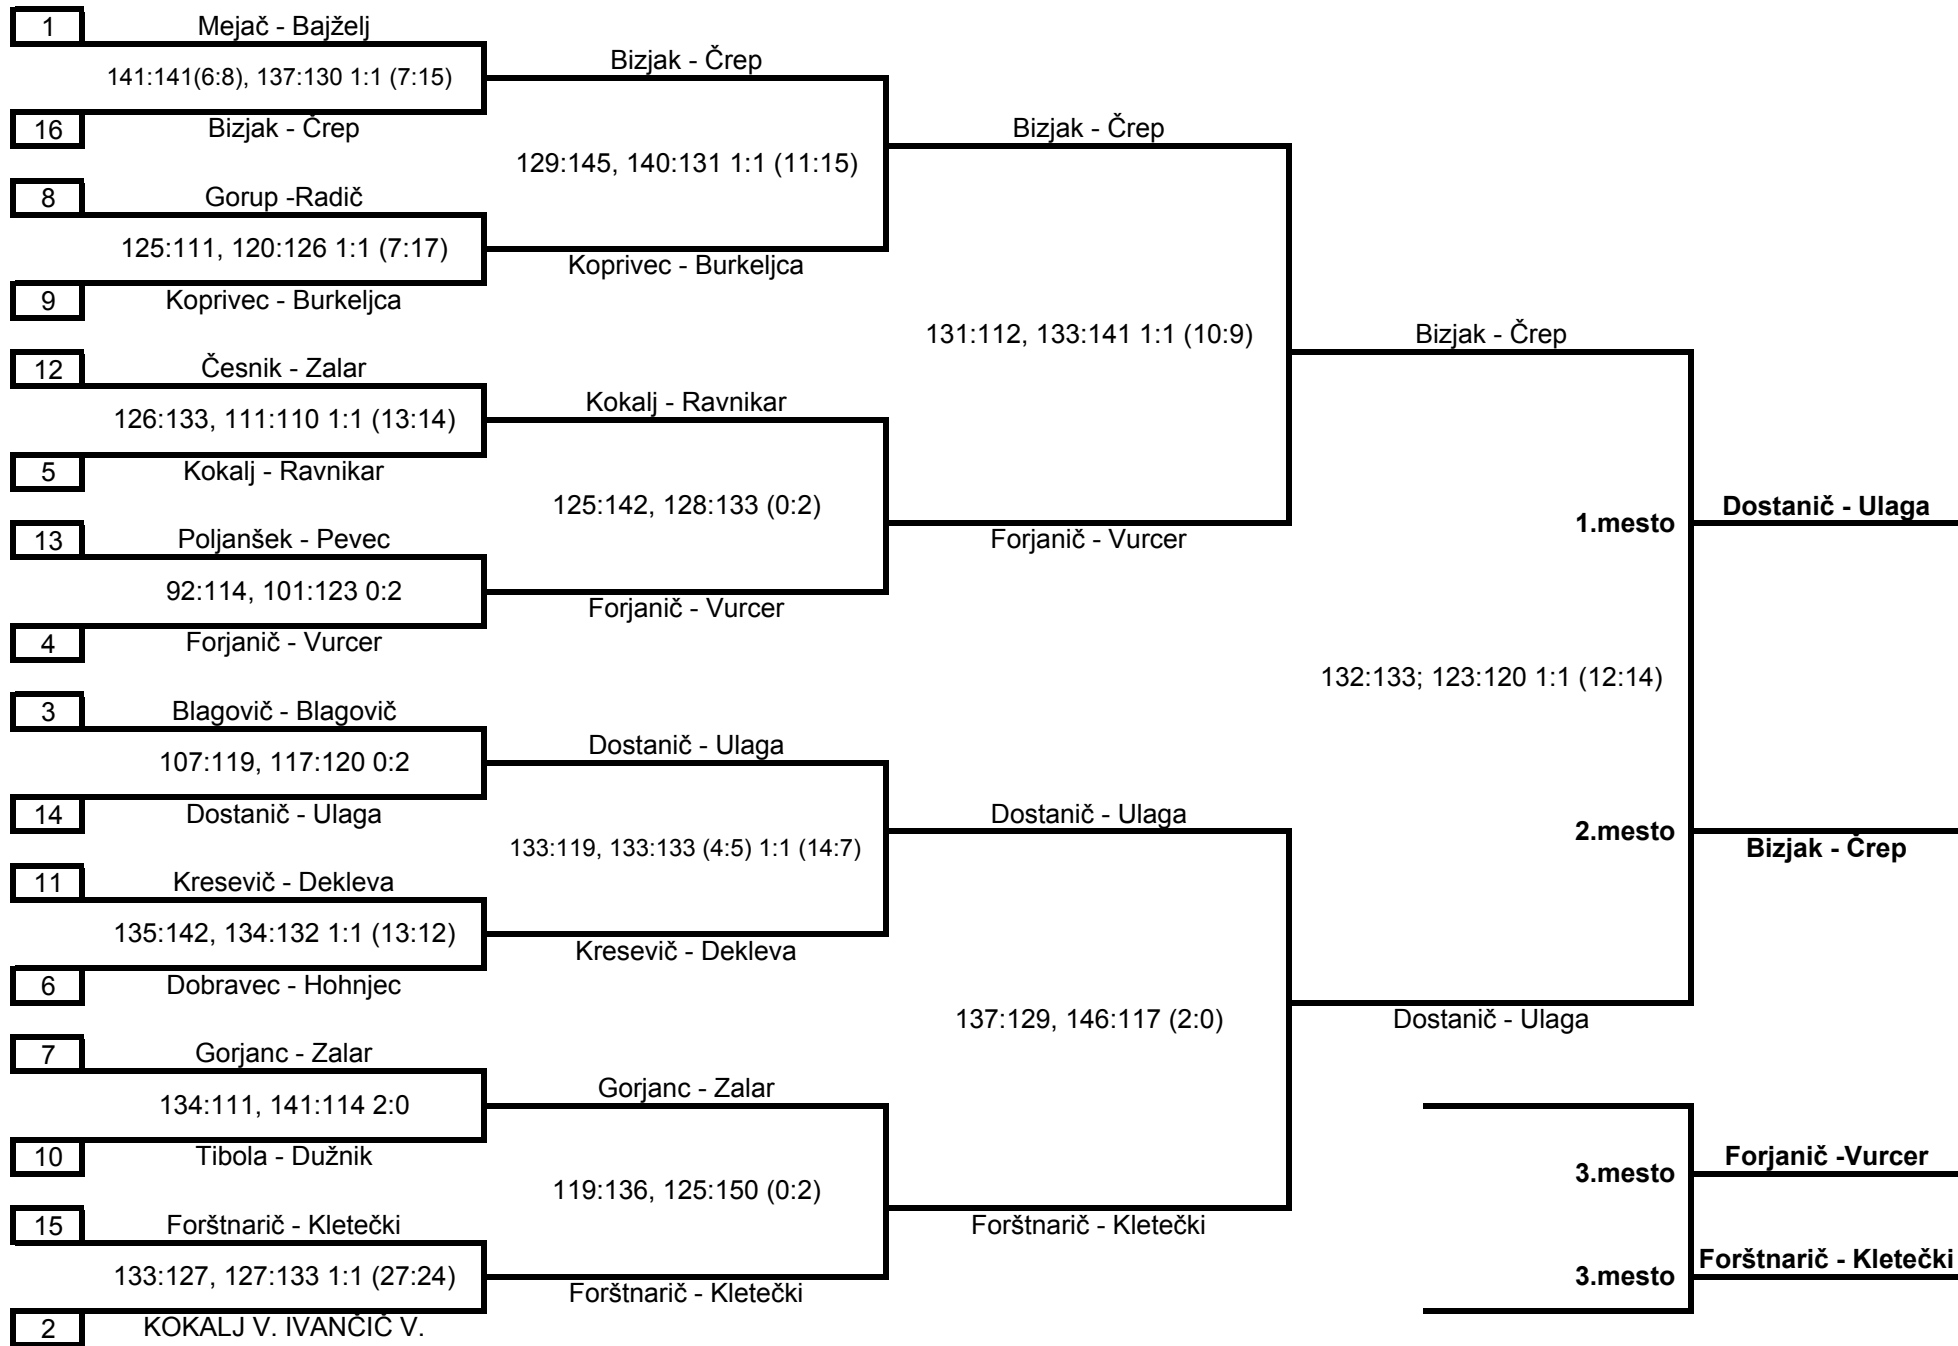 1 Mejač - Bajželj
141:141(6:8), 137:130 1:1 (7:15)
16 Bizjak - Črep
8 Gorup -Radič
125:111, 120:126 1:1 (7:17)
9 Koprivec - Burkeljca
12 Česnik - Zalar
126:133, 111:110 1:1 (13:14)
5 Kokalj - Ravnikar
13 Poljanšek - Pevec
92:114, 101:123 0:2
4 Forjanič - Vurcer
3 Blagovič - Blagovič
107:119, 117:120 0:2
14 Dostanič - Ulaga
11 Kresevič - Dekleva
135:142, 134:132 1:1 (13:12)
6 Dobravec - Hohnjec
7 Gorjanc - Zalar
134:111, 141:114 2:0
10 Tibola - Dužnik
15 Forštnarič - Kletečki
133:127, 127:133 1:1 (27:24)
2 KOKALJ V. IVANČIČ V.
Bizjak - Črep
129:145, 140:131 1:1 (11:15)
Koprivec - Burkeljca
Kokalj - Ravnikar
125:142, 128:133 (0:2)
Forjanič - Vurcer
Dostanič - Ulaga
133:119, 133:133 (4:5) 1:1 (14:7)
Kresevič - Dekleva
Gorjanc - Zalar
119:136, 125:150 (0:2)
Forštnarič - Kletečki
Bizjak - Črep
131:112, 133:141 1:1 (10:9)
Forjanič - Vurcer
Dostanič - Ulaga
137:129, 146:117 (2:0)
Forštnarič - Kletečki
Bizjak - Črep
132:133; 123:120 1:1 (12:14)
Dostanič - Ulaga
1.mesto Dostanič - Ulaga
2.mesto Bizjak - Črep
3.mesto Forjanič -Vurcer
3.mesto Forštnarič - Kletečki